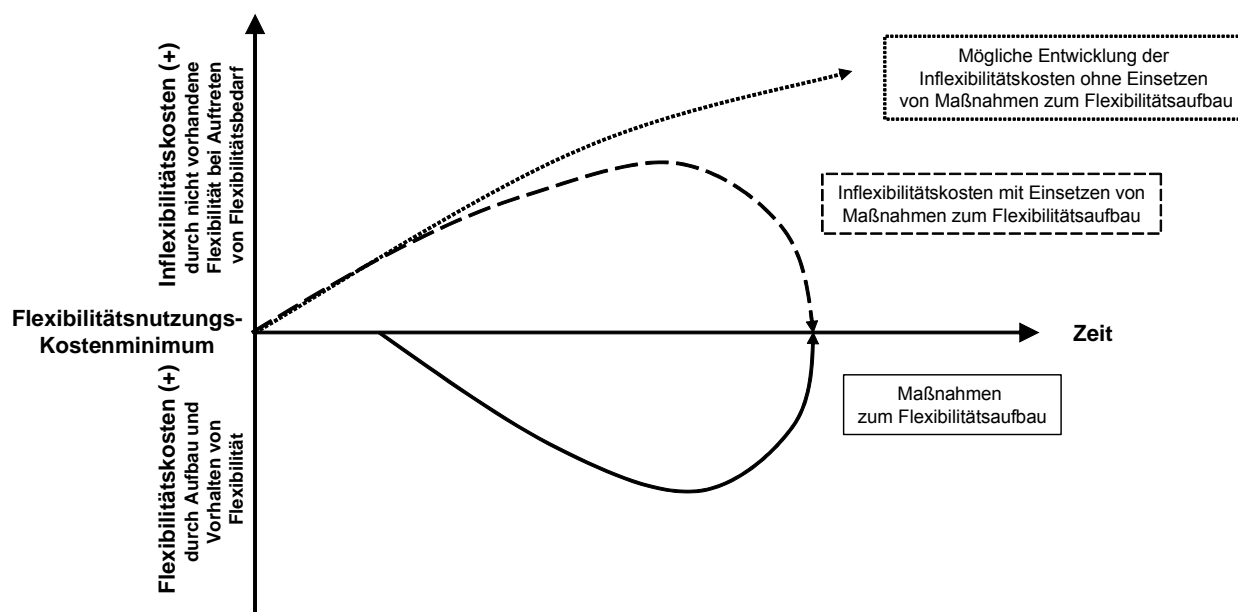 Inflexibilitätskosten (+)
durch nicht vorhandene
Flexibilität bei Auftreten
von Flexibilitätsbedarf
Mögliche Entwicklung der
Inflexibilitätskosten ohne Einsetzen
von Maßnahmen zum Flexibilitätsaufbau
Inflexibilitätskosten mit Einsetzen von
Maßnahmen zum Flexibilitätsaufbau
Flexibilitätsnutzungs-
Kostenminimum
Zeit
Flexibilitätskosten (+)
durch Aufbau und
Vorhalten von
Flexibilität
Maßnahmen
zum Flexibilitätsaufbau